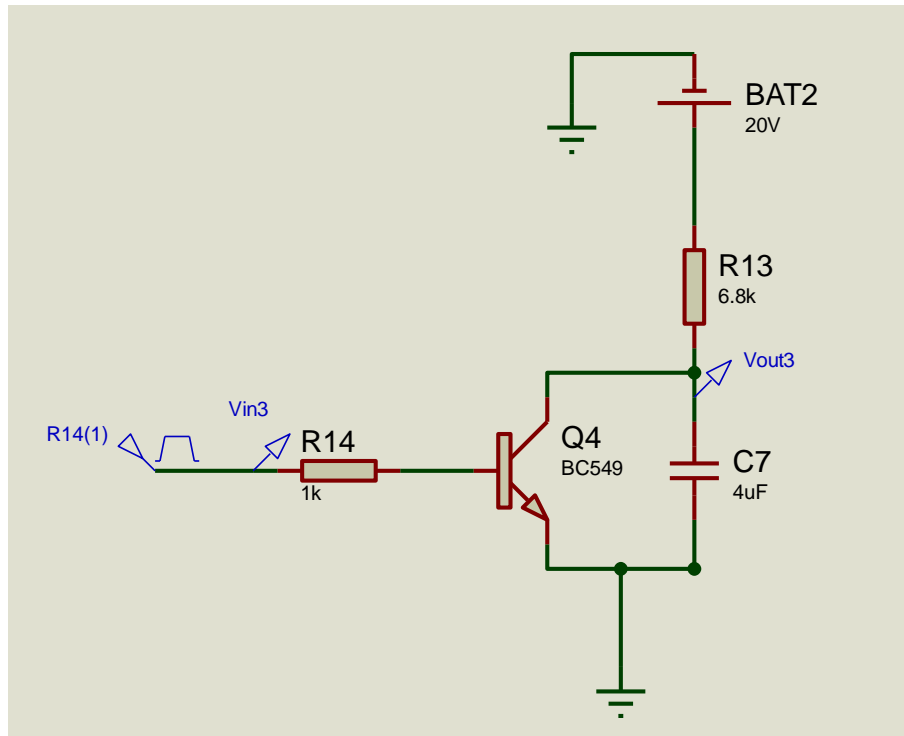 BAT2
20V
R13
6.8k
Vout3
Vin3
R14(1)
R14
1k
Q4
BC549
C7
4uF